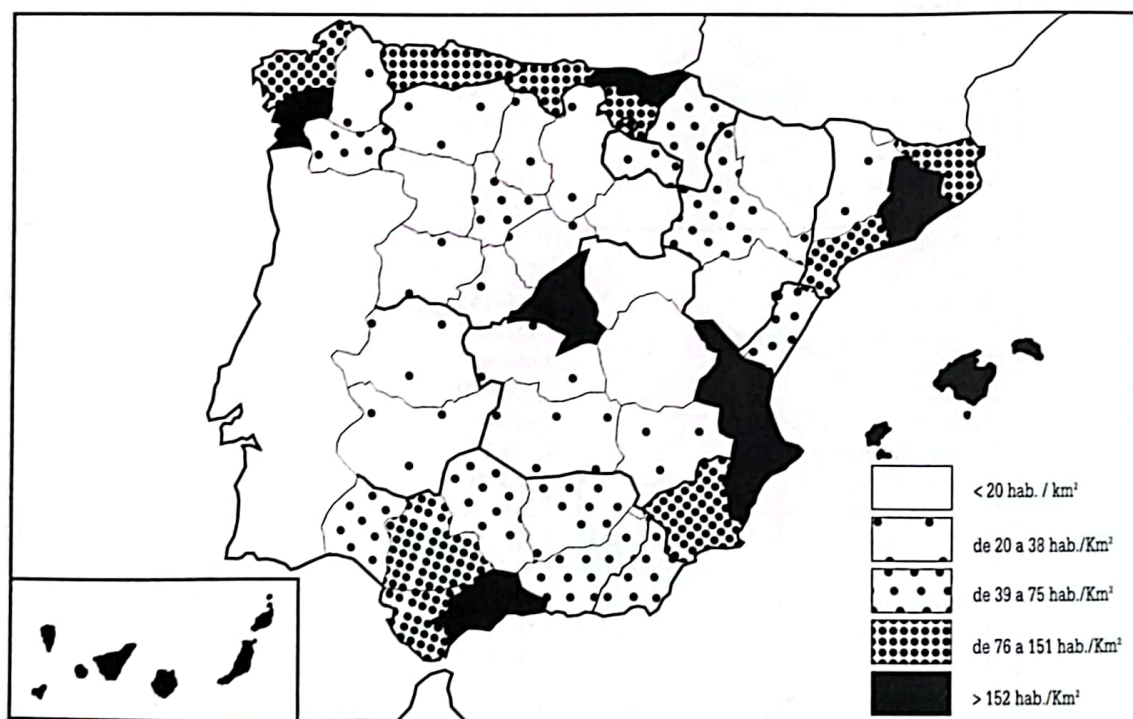 < 20 hab. / km²
de 20 a 38 hab./Km²
de 39 a 75 hab./Km²
de 76 a 151 hab./Km²
> 152 hab./Km²